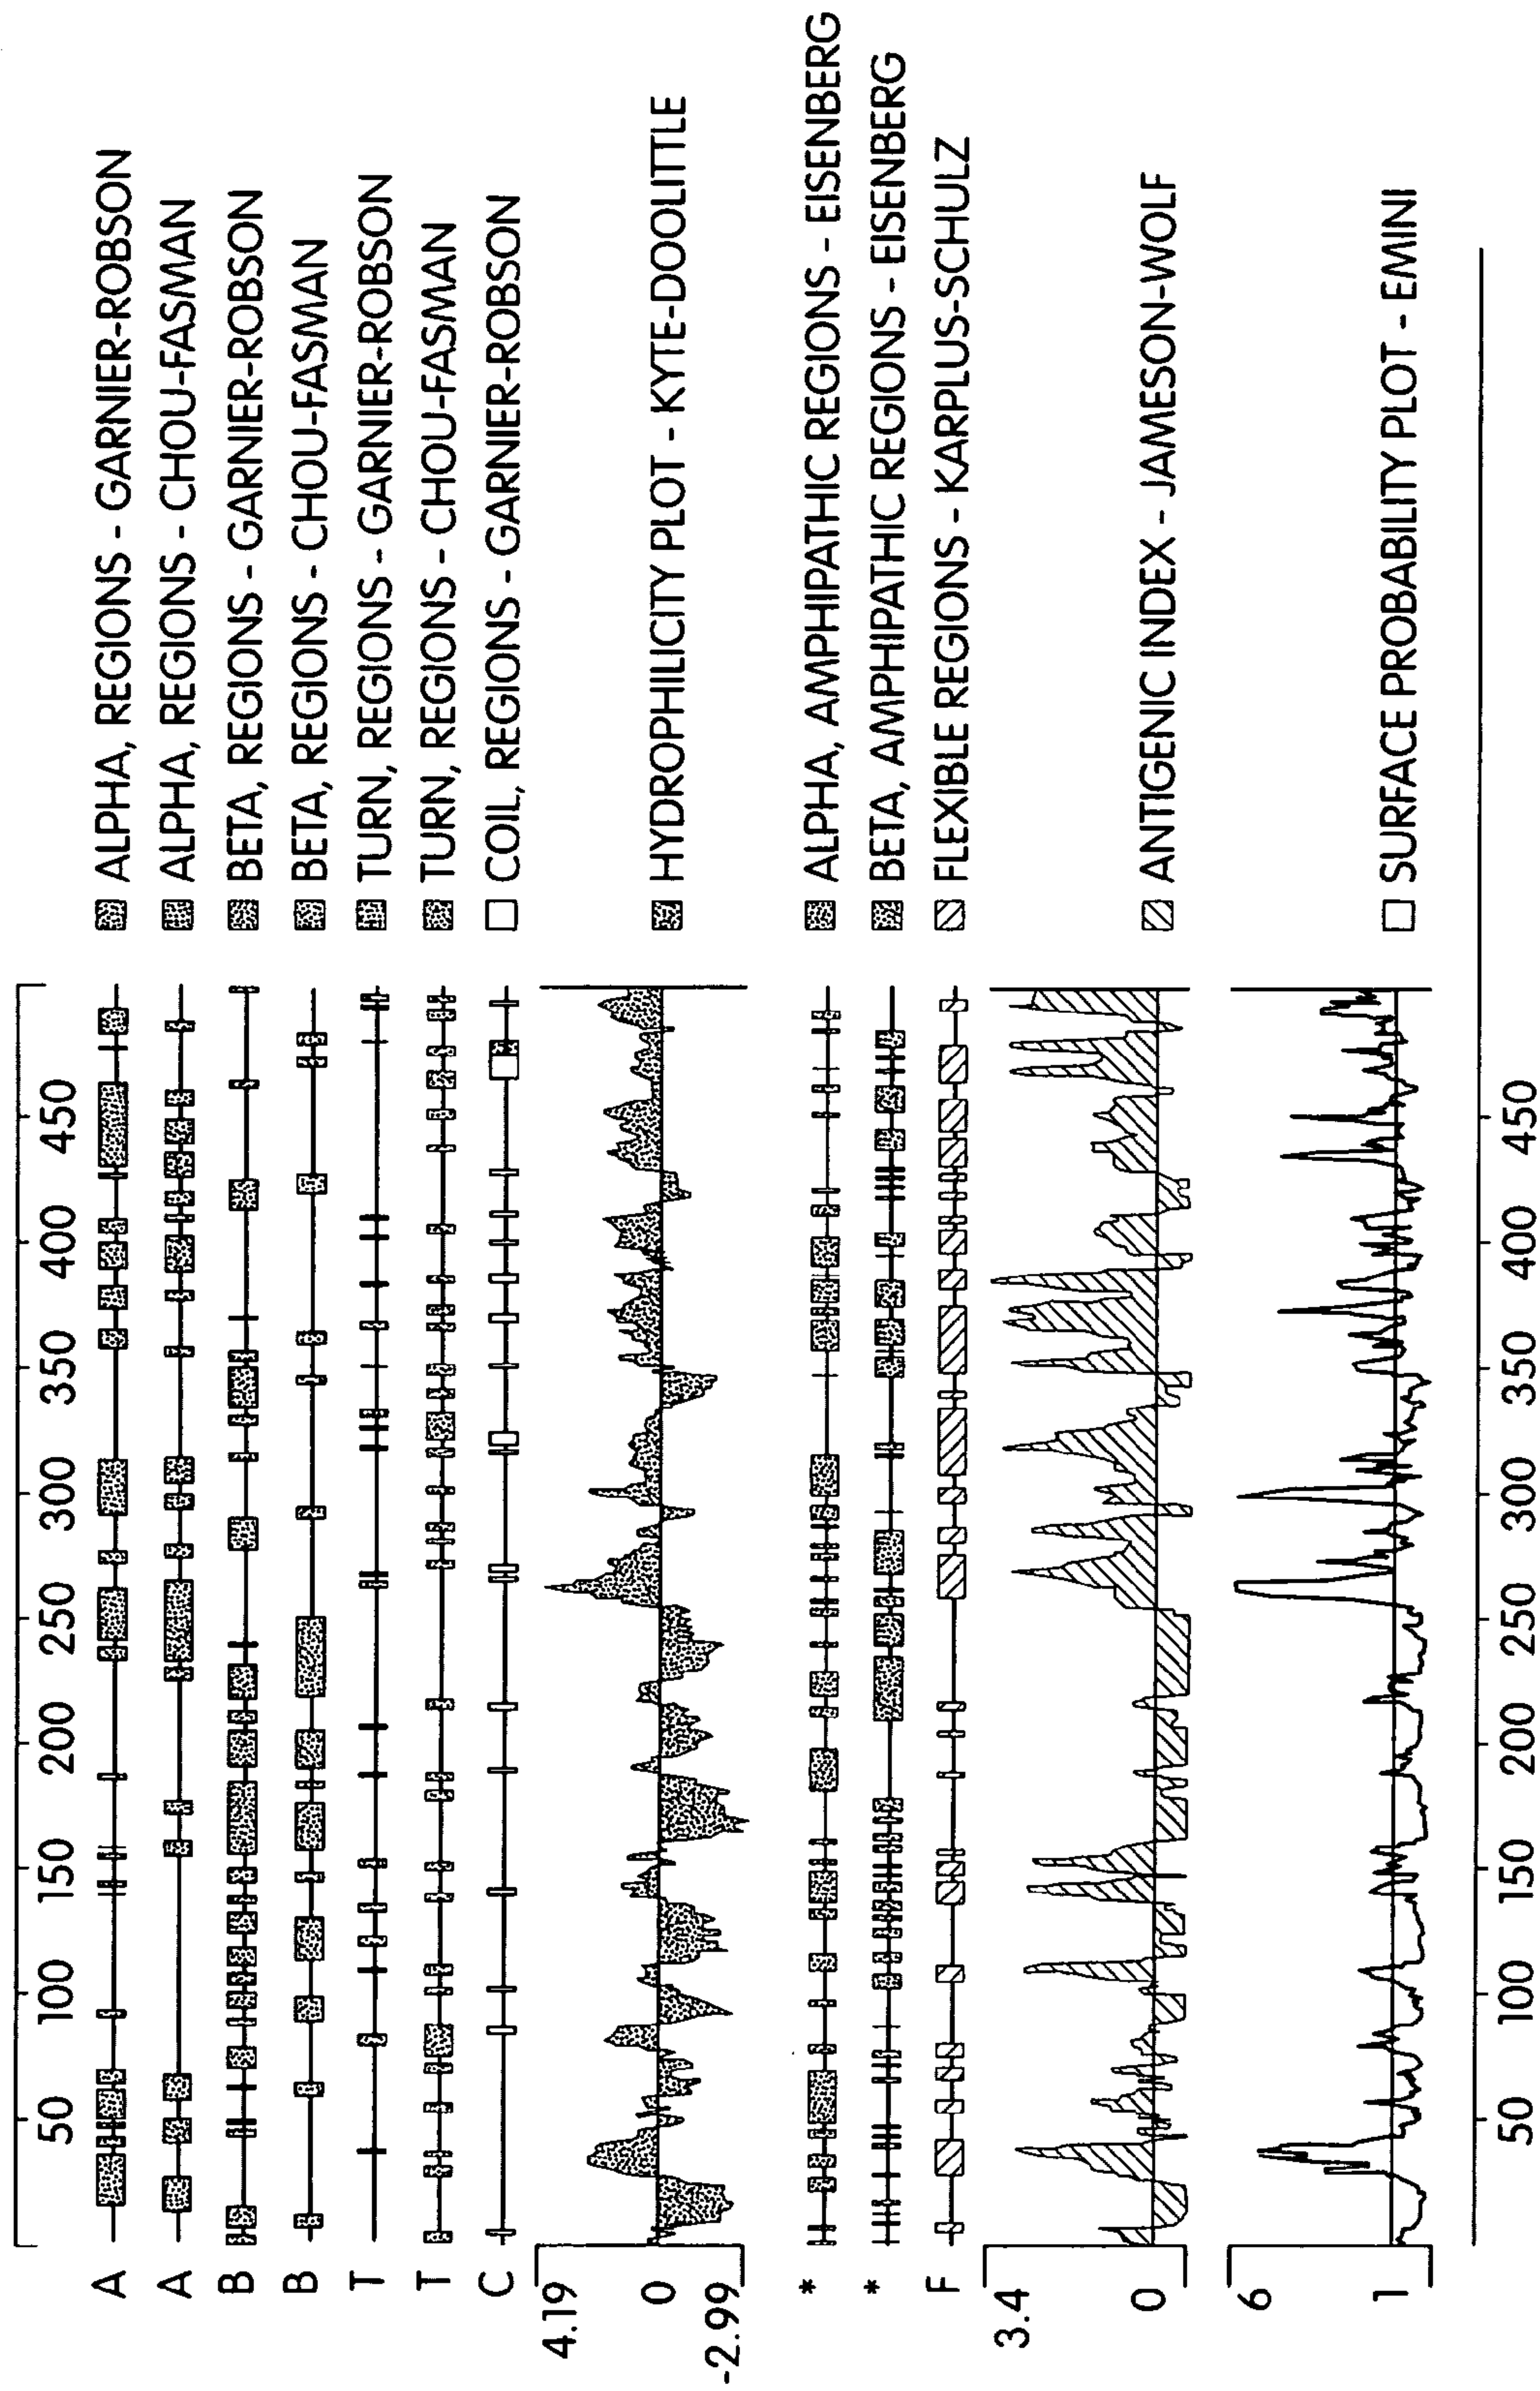 50 100 150 200 250 300 350 400 450
A ALPHA, REGIONS - GARNIER-ROBSON
A ALPHA, REGIONS - CHOU-FASMAN
B BETA, REGIONS - GARNIER-ROBSON
B BETA, REGIONS - CHOU-FASMAN
T TURN, REGIONS - GARNIER-ROBSON
T TURN, REGIONS - CHOU-FASMAN
C COIL, REGIONS - GARNIER-ROBSON
4.19
0 HYDROPHILICITY PLOT - KYTE-DOOLITTLE
-2.99
* ALPHA, AMPHIPATHIC REGIONS - EISENBERG
* BETA, AMPHIPATHIC REGIONS - EISENBERG
F FLEXIBLE REGIONS - KARPLUS-SCHULZ
3.4
0 ANTIGENIC INDEX - JAMESON-WOLF
6
1 SURFACE PROBABILITY PLOT - EMINI
50 100 150 200 250 300 350 400 450